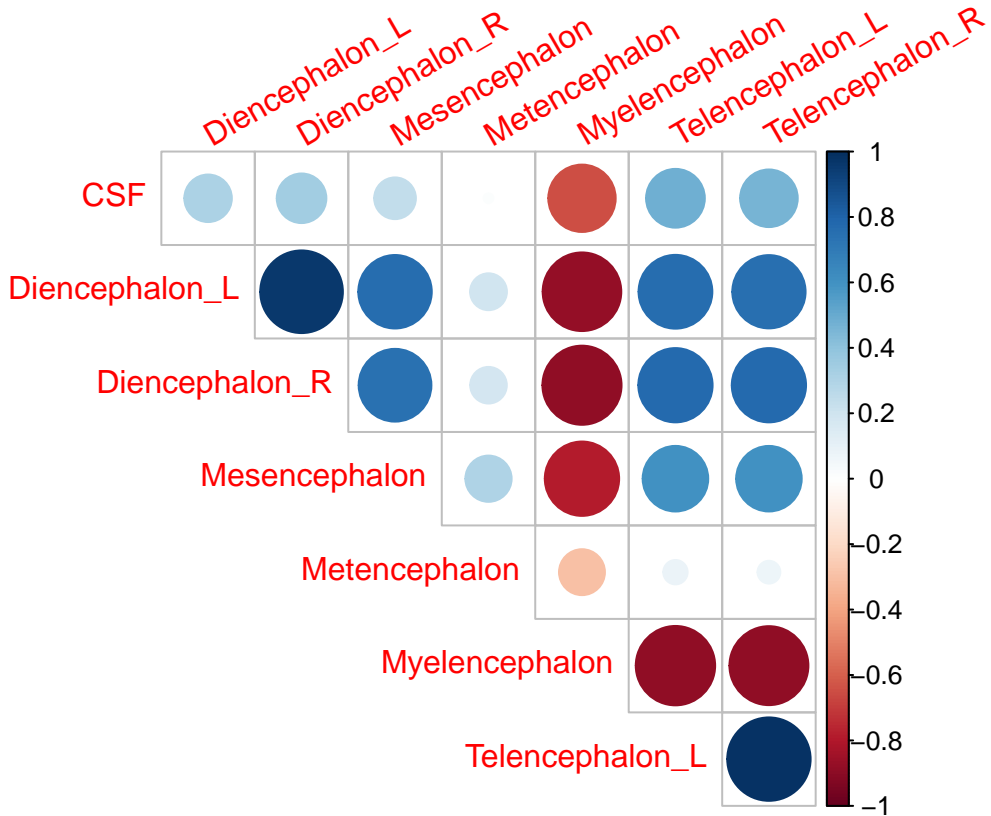 Diencephalon_L
Diencephalon_R
Mesencephalon
Metencephalon
Myelencephalon
Telencephalon_L
Telencephalon_R
CSF
Diencephalon_L
Diencephalon_R
Mesencephalon
Metencephalon
Myelencephalon
Telencephalon_L
1
0.8
0.6
0.4
0.2
0
−0.2
−0.4
−0.6
−0.8
−1